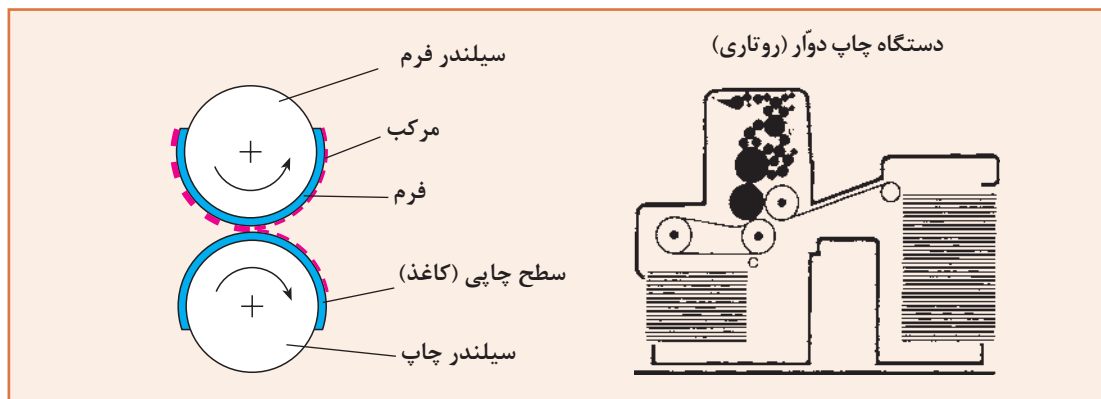 دستگاه چاپ دوّار (روتاری)
سیلندر فرم
مرکب
فرم
سطح چاپی (کاغذ)
سیلندر چاپ